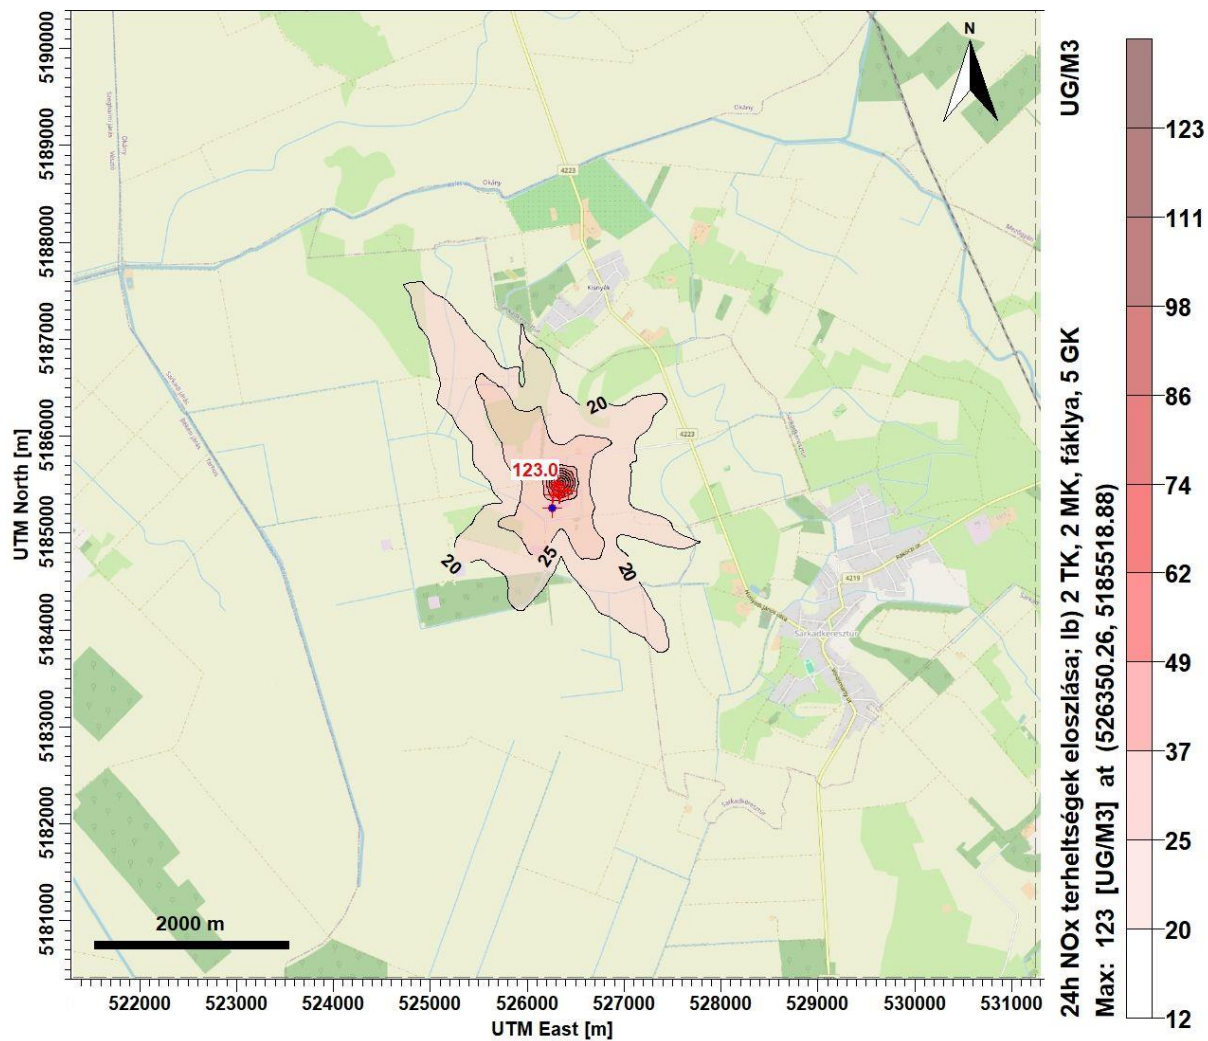 N
UTM North [m]
5190000
5189000
5188000
5187000
5186000
5185000
5184000
5183000
5182000
5181000
Okány
Okány
Okány
4223
Kisnyék
20
4223
123.0
25
20
20
4219
Sarkadkeresztúr
Sarkadkeresztúr
2000 m
522000 523000 524000 525000 526000 527000 528000 529000 530000 531000
UTM East [m]
24h NOx terheltségek eloszlása; Ib) 2 TK, 2 MK, fáklya, 5 GK
Max: 123 [UG/M3] at (526350.26, 5185518.88)
UG/M3
123
111
98
86
74
62
49
37
25
20
12